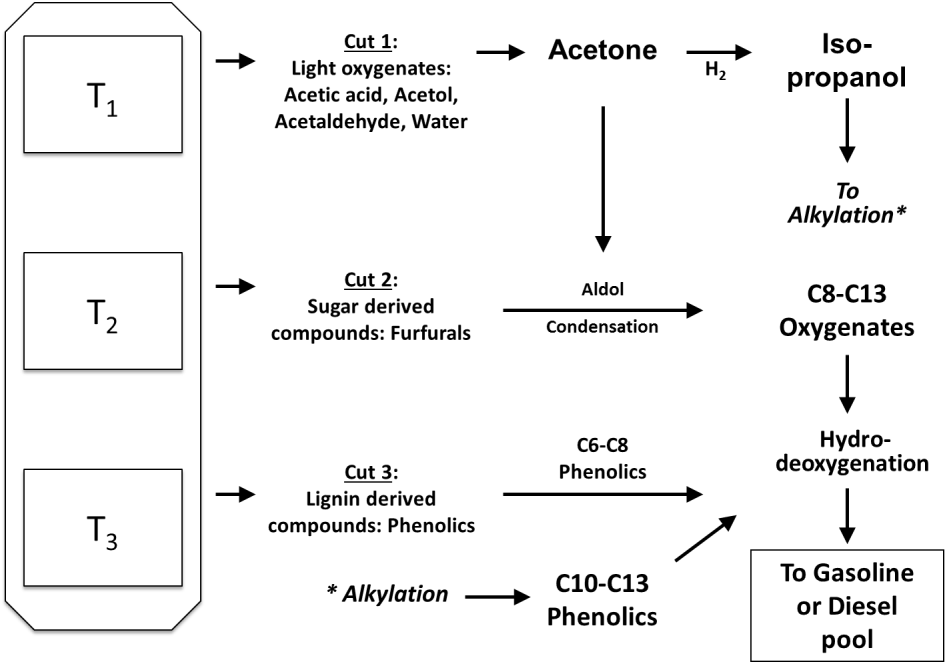 T1
Cut 1:
Light oxygenates:
Acetic acid, Acetol,
Acetaldehyde, Water
Acetone
H2
Iso-
propanol
To
Alkylation*
T2
Cut 2:
Sugar derived
compounds: Furfurals
Aldol
Condensation
C8-C13
Oxygenates
Hydro-
deoxygenation
T3
Cut 3:
Lignin derived
compounds: Phenolics
C6-C8
Phenolics
* Alkylation
C10-C13
Phenolics
To Gasoline
or Diesel
pool